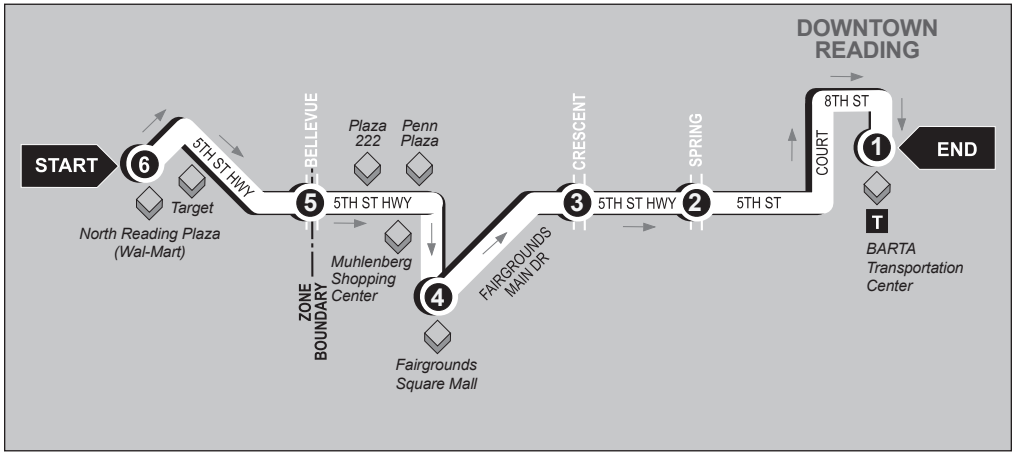 DOWNTOWN
READING
8TH ST
START
6
5TH ST HWY
Target
North Reading Plaza
(Wal-Mart)
BELLEVUE
5
ZONE
BOUNDARY
Plaza
222
Penn
Plaza
5TH ST HWY
Muhlenberg
Shopping
Center
4
Fairgrounds
Square Mall
FAIRGROUNDS
MAIN DR
CRESCENT
3
5TH ST HWY
SPRING
2
5TH ST
COURT
1
END
T
BARTA
Transportation
Center